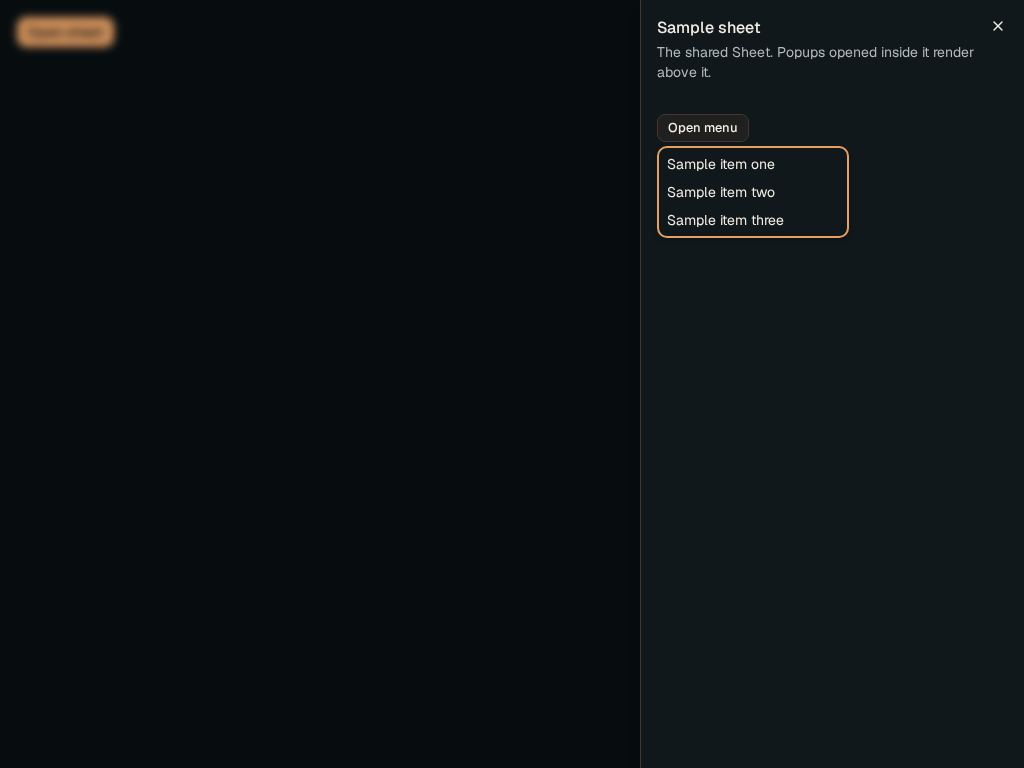 Sample sheet
The shared Sheet. Popups opened inside it render
above it.
Open menu
Sample item one
Sample item two
Sample item three